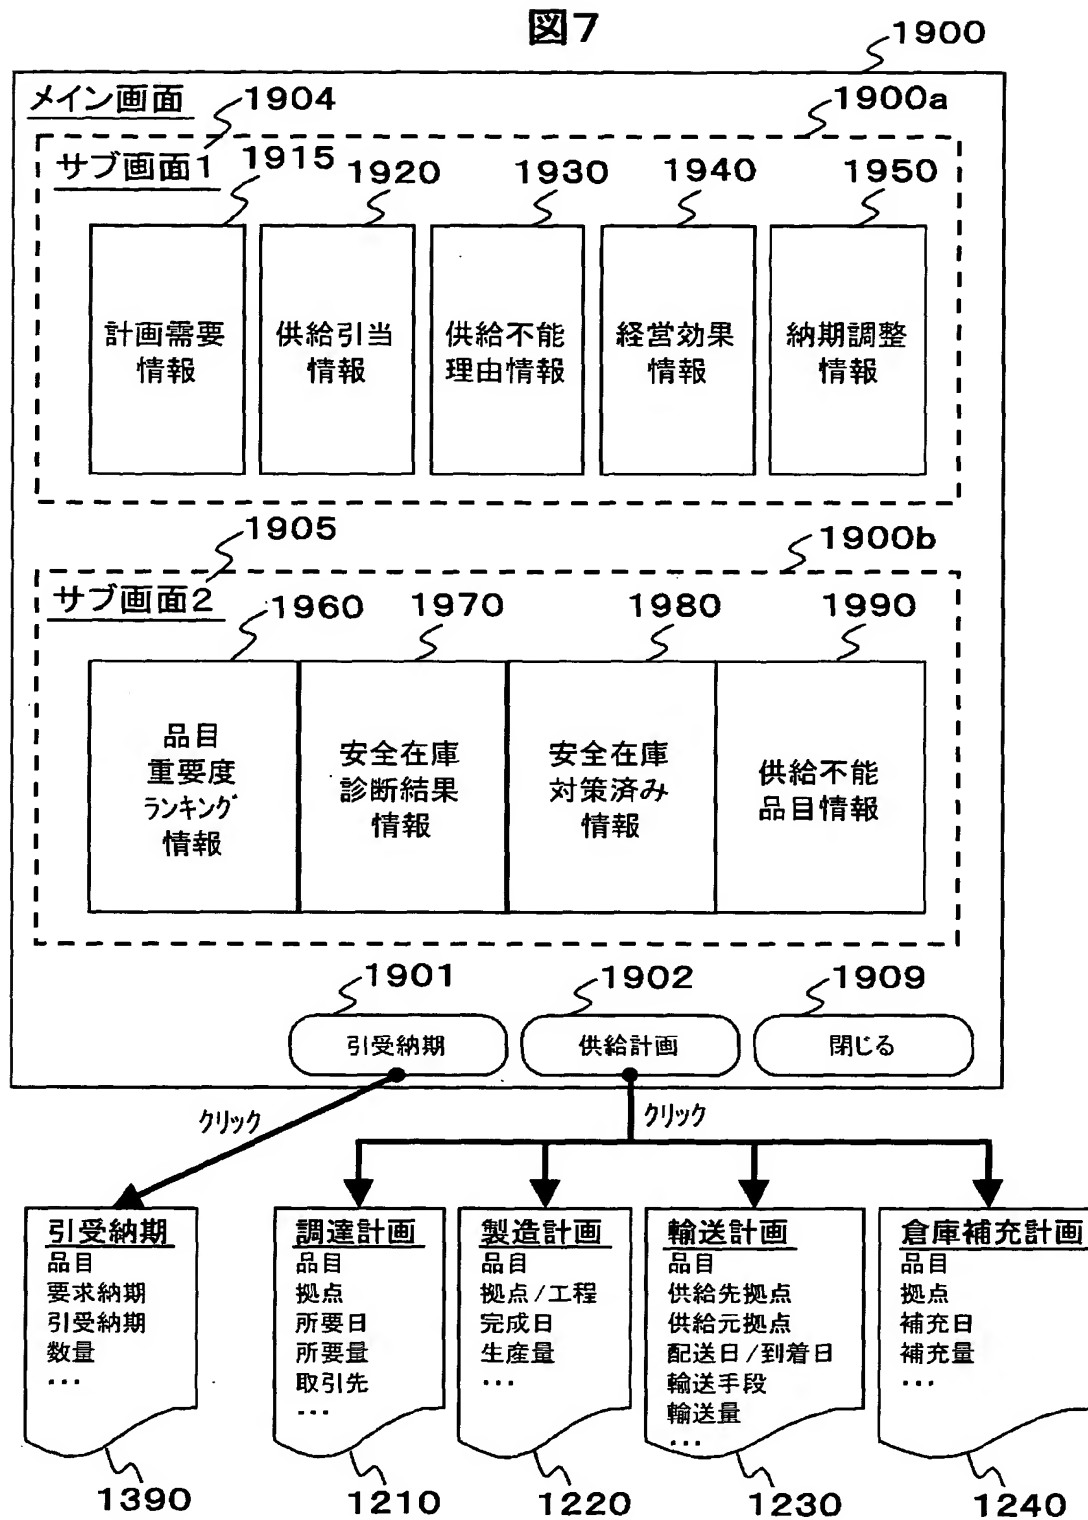 図7
1900
メイン画面
1904
1900a
サブ画面1
1915
1920
1930
1940
1950
計画需要
情報
供給引当
情報
供給不能
理由情報
経営効果
情報
納期調整
情報
1905
1900b
サブ画面2
1960
1970
1980
1990
品目
重要度
ランキング
情報
安全在庫
診断結果
情報
安全在庫
対策済み
情報
供給不能
品目情報
1901
1902
1909
引受納期
供給計画
閉じる
クリック
クリック
引受納期
品目
要求納期
引受納期
数量
…
調達計画
品目
拠点
所要日
所要量
取引先
…
製造計画
品目
拠点/工程
完成日
生産量
…
輸送計画
品目
供給先拠点
供給元拠点
配送日/到着日
輸送手段
輸送量
…
倉庫補充計画
品目
拠点
補充日
補充量
…
1390
1210
1220
1230
1240